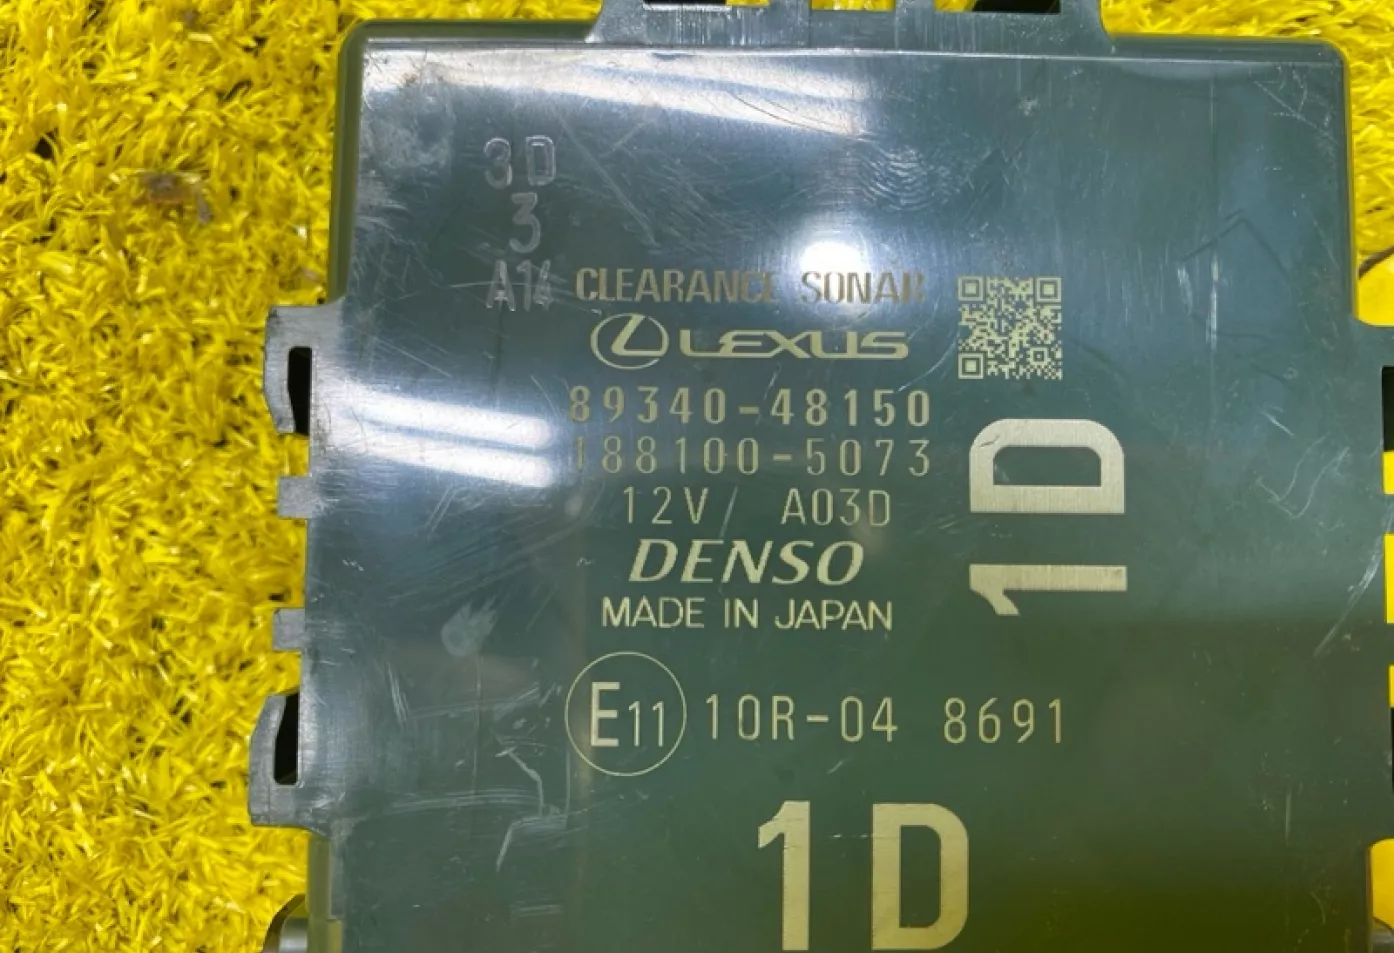 3D
3
A14
CLEARANCE SONAR
LEXUS
89340-48150
188100-5073
12V A03D
DENSO
MADE IN JAPAN
1D
E11 10R-04 8691
1D